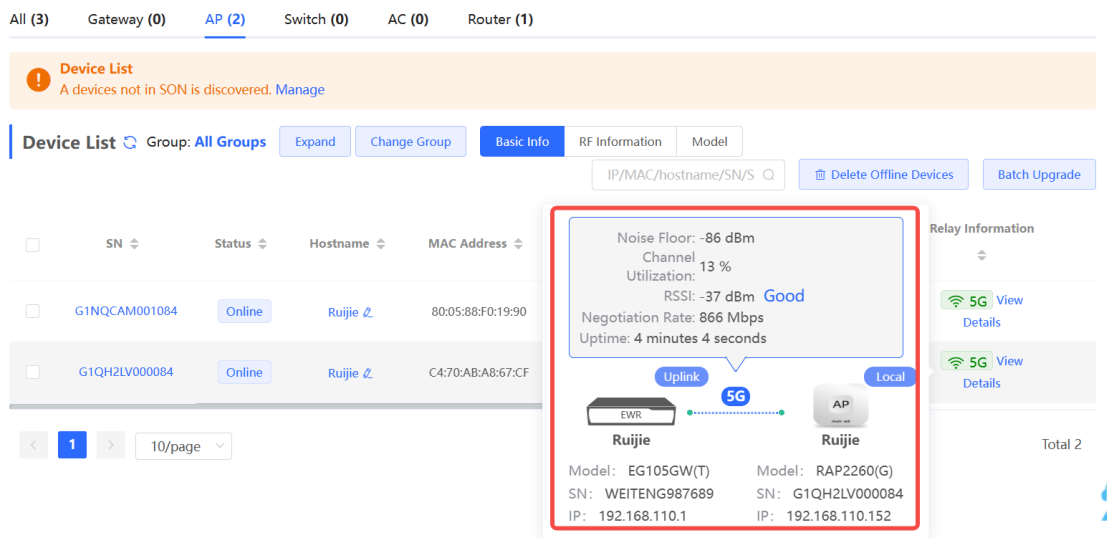 All (3) Gateway (0) AP (2) Switch (0) AC (0) Router (1)
Device List
A devices not in SON is discovered. Manage
Device List Group: All Groups Expand Change Group Basic Info RF Information Model
IP/MAC/hostname/SN/S Delete Offline Devices Batch Upgrade
SN Status Hostname MAC Address Relay Information
G1NQCAM001084 Online Ruijie 80:05:88:F0:19:90 5G View Details
G1QH2LV000084 Online Ruijie C4:70:AB:A8:67:CF 5G View Details
Noise Floor: -86 dBm
Channel Utilization: 13 %
RSSI: -37 dBm Good
Negotiation Rate: 866 Mbps
Uptime: 4 minutes 4 seconds
Uplink Local
5G
EWR AP
Ruijie Ruijie
Model: EG105GW(T) Model: RAP2260(G)
SN: WEITENG987689 SN: G1QH2LV000084
IP: 192.168.110.1 IP: 192.168.110.152
1 10/page Total 2